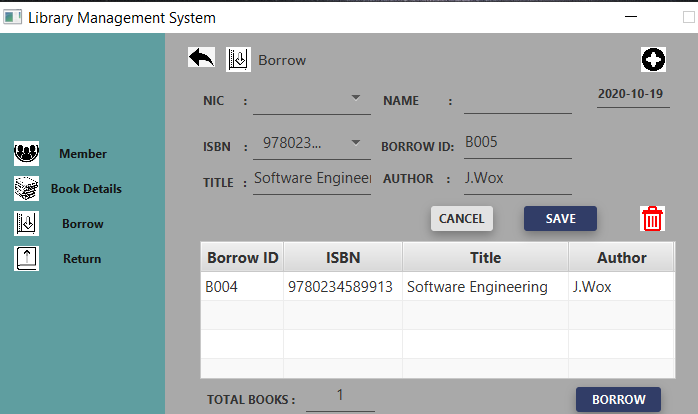 Library Management System
Borrow
2020-10-19
NIC :
NAME :
ISBN : 978023...
BORROW ID: B005
TITLE : Software Engineer
AUTHOR : J.Wox
Member
Book Details
Borrow
Return
CANCEL SAVE
Borrow ID ISBN Title Author
B004 9780234589913 Software Engineering J.Wox
TOTAL BOOKS : 1
BORROW